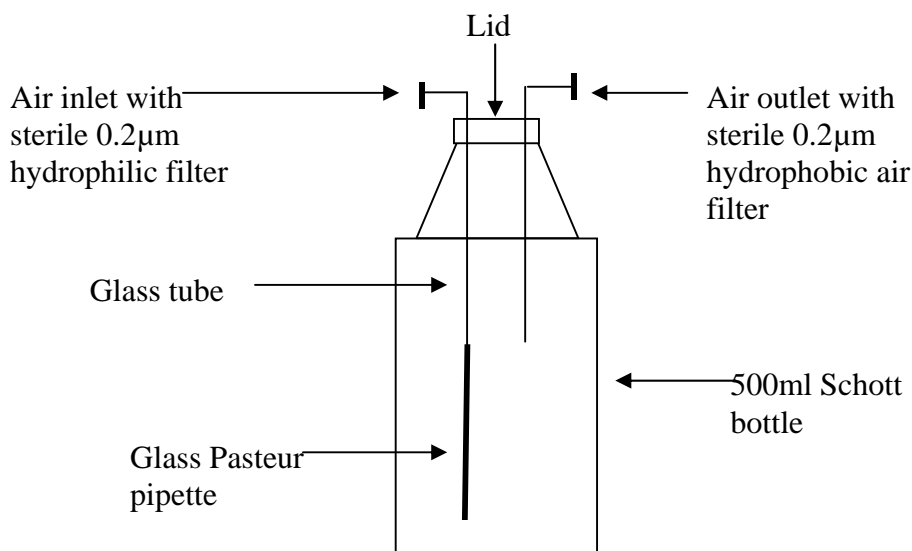 Lid
Air inlet with
sterile 0.2µm
hydrophilic filter
Air outlet with
sterile 0.2µm
hydrophobic air
filter
Glass tube
500ml Schott
bottle
Glass Pasteur
pipette